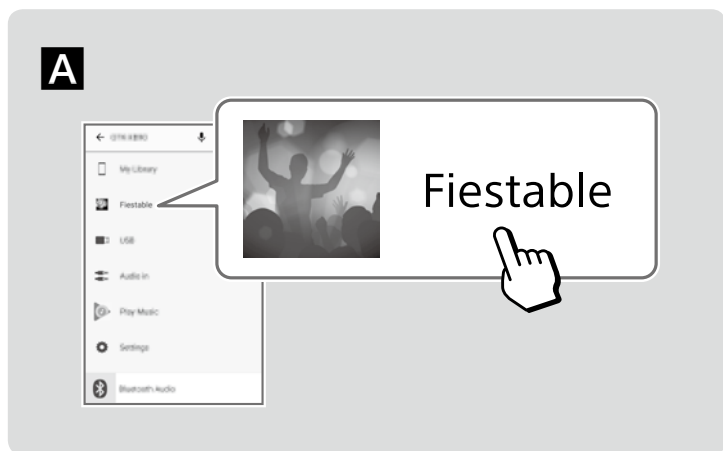 A
My Library
Fiestable
Fiestable
USB
Audio in
Play Music
Settings
Bluetooth Audio